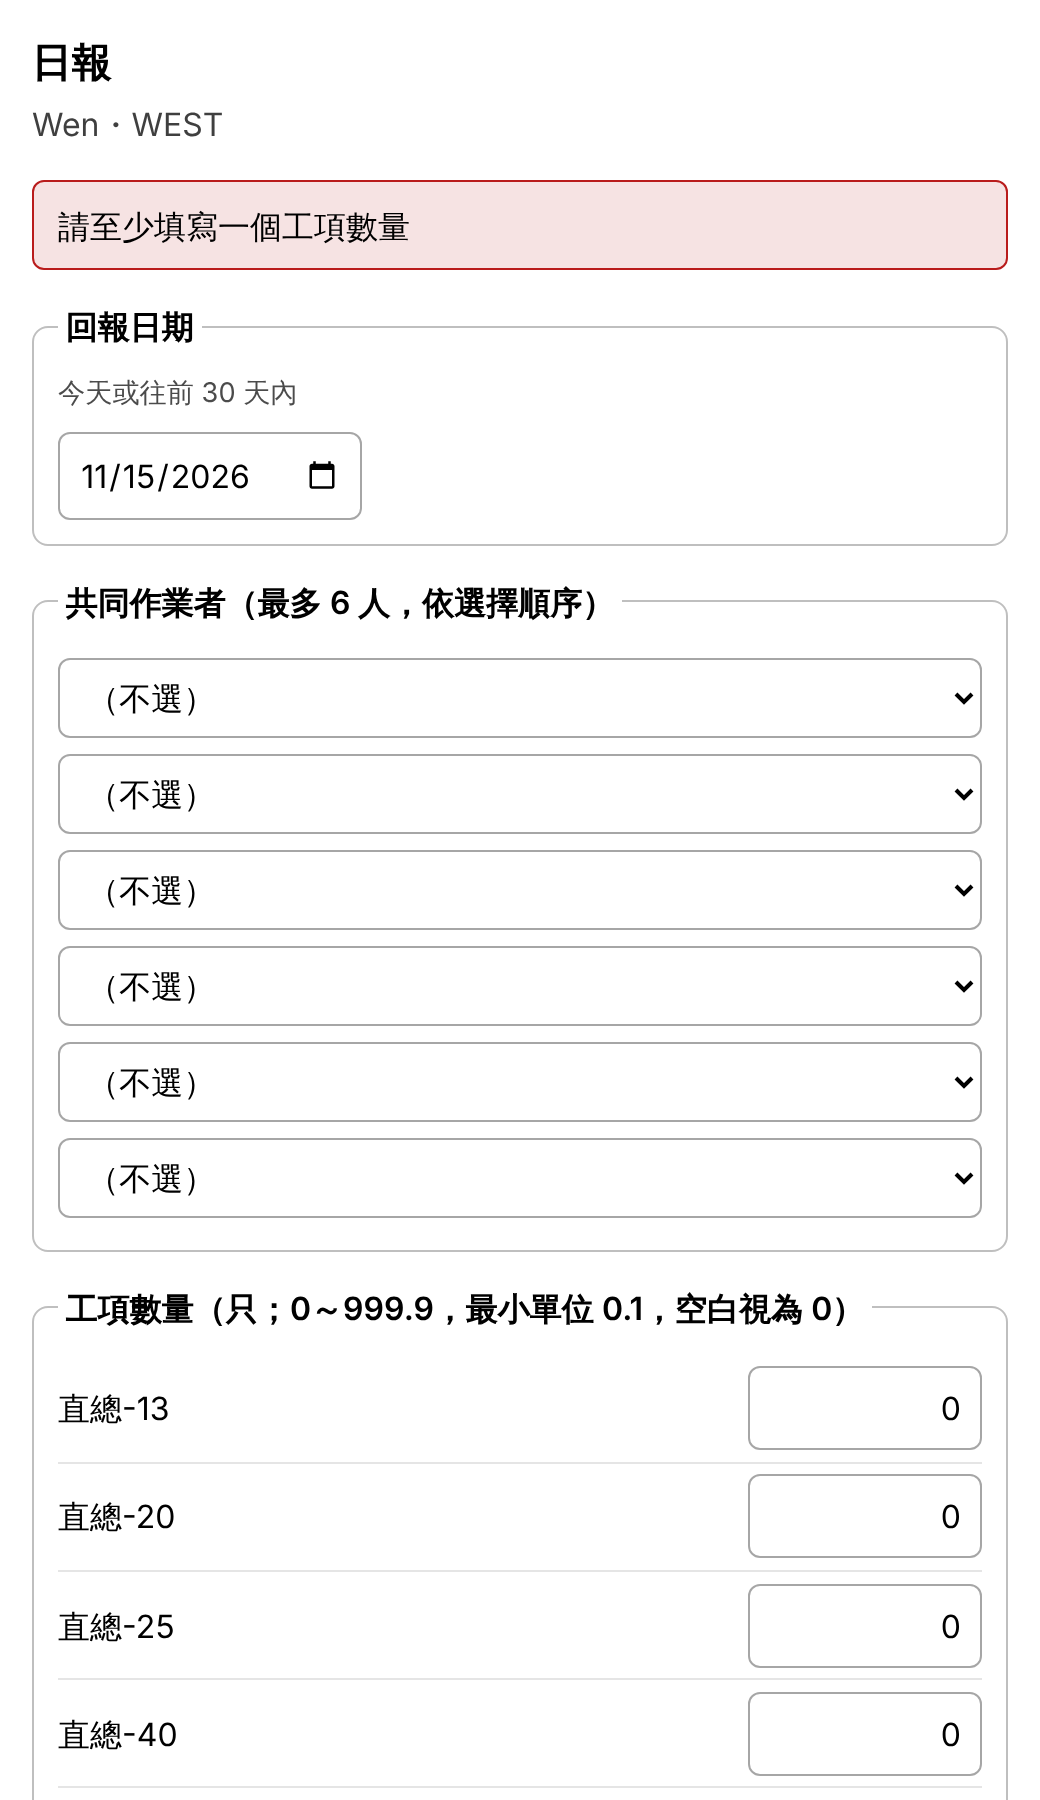 日報
Wen・WEST
請至少填寫一個工項數量
回報日期
今天或往前 30 天內
11/15/2026
共同作業者（最多 6 人，依選擇順序）
（不選）
（不選）
（不選）
（不選）
（不選）
（不選）
工項數量（只；0～999.9，最小單位 0.1，空白視為 0）
直總-13 0
直總-20 0
直總-25 0
直總-40 0